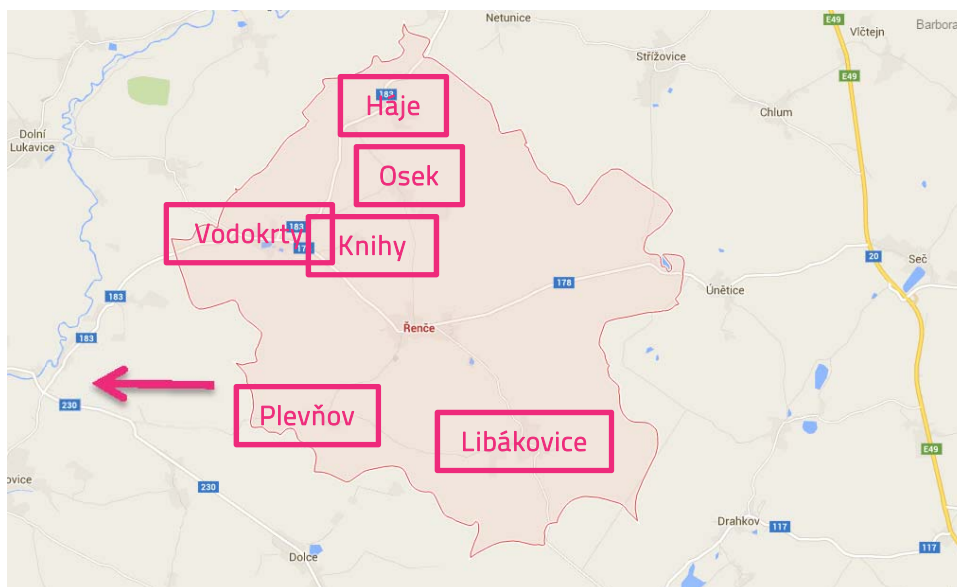 Netunice
E49
Vlčtejn
Barbora
Střížovice
E49
183
Háje
Chlum
Dolní
Lukavice
Osek
183
Vodokrty
Knihy
20
Seč
178
Únětice
183
Řenče
183
230
Plevňov
Libákovice
E49
ovice
230
Drahkov
117
117
Dolce